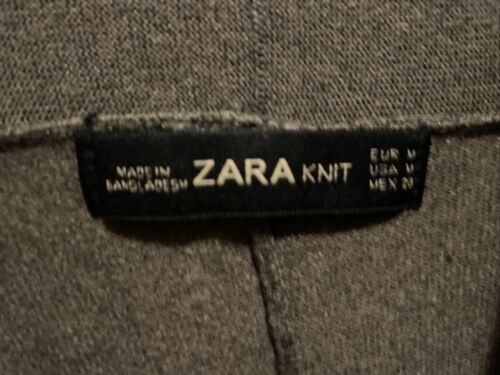 MADE IN
BANGLADESH
ZARA KNIT
EUR M
USA M
MEX 28